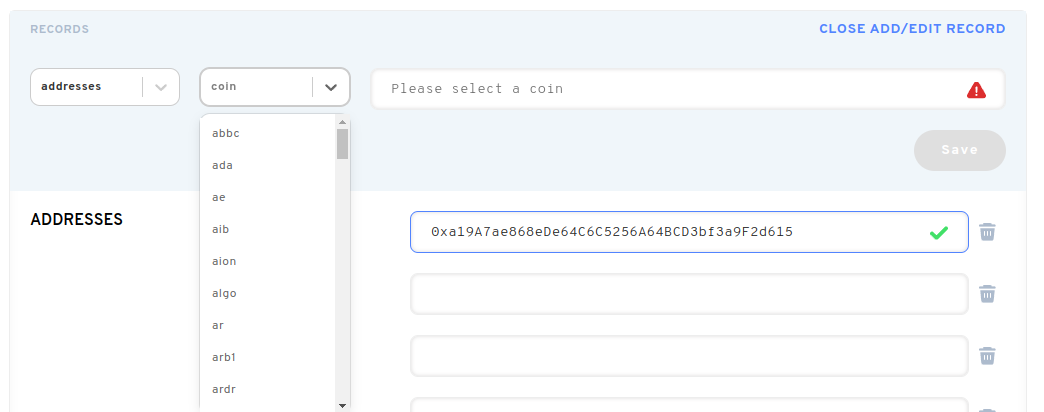 RECORDS
CLOSE ADD/EDIT RECORD
addresses
coin
Please select a coin
abbc
Save
ada
ae
ADDRESSES
aib
0xa19A7ae868eDe64C6C5256A64BCD3bf3a9F2d615
aion
algo
ar
arb1
ardr